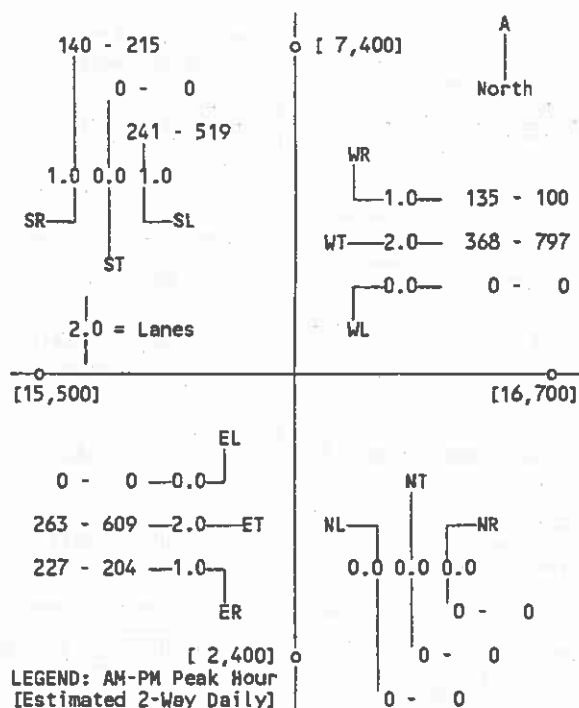 140 - 215
[ 7,400]
A
North
0 - 0
241 - 519
1.0 0.0 1.0
SR
SL
ST
2.0 = Lanes
WR
1.0 135 - 100
WT 2.0 368 - 797
0.0 0 - 0
WL
[15,500]
[16,700]
EL
0 - 0 0.0
263 - 609 2.0 ET
227 - 204 1.0
ER
NT
NL
NR
0.0 0.0 0.0
0 - 0
0 - 0
0 - 0
[ 2,400]
LEGEND: AM-PM Peak Hour
[Estimated 2-Way Daily]